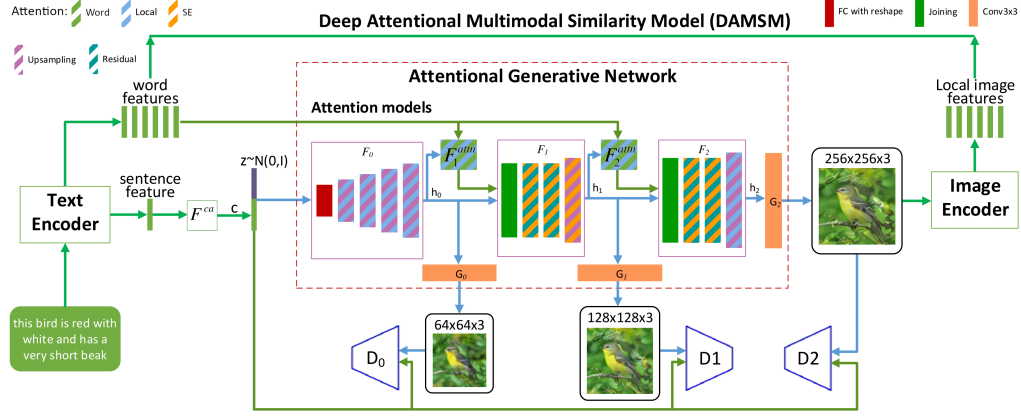 Attention:
Word
Local
SE
Deep Attentional Multimodal Similarity Model (DAMSM)
FC with reshape
Joining
Conv3x3
Upsampling
Residual
Attentional Generative Network
word
features
Local image
features
Attention models
z~N(0,I)
F0
F1attn
F1
F2attn
F2
256x256x3
sentence
feature
Text
Encoder
Fca
c
h0
h1
h2
G2
Image
Encoder
G0
G1
this bird is red with
white and has a
very short beak
64x64x3
128x128x3
D0
D1
D2